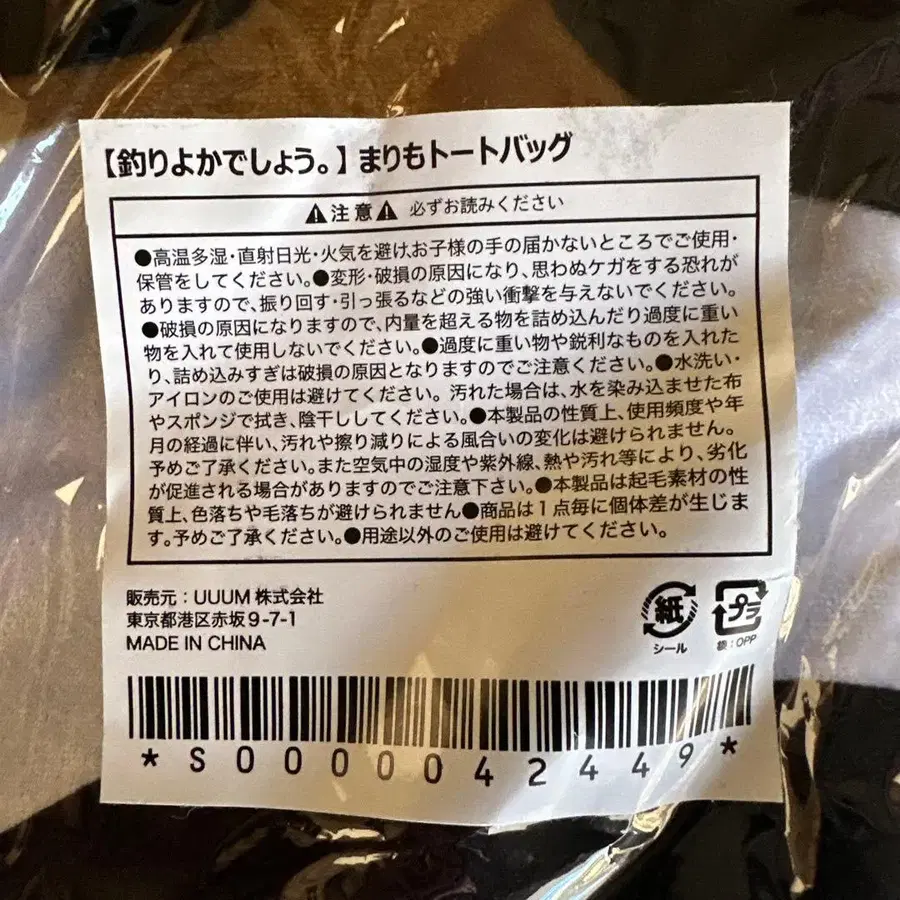 【釣りよかでしょう。】まりもトートバッグ
⚠注意⚠ 必ずお読みください
●高温多湿・直射日光・火気を避け、お子様の手の届かないところでご使用・
保管をしてください。●変形・破損の原因になり、思わぬケガをする恐れが
ありますので、振り回す・引っ張るなどの強い衝撃を与えないでください。
●破損の原因になりますので、内量を超える物を詰め込んだり過度に重い
物を入れて使用しないでください。●過度に重い物や鋭利なものを入れた
り、詰め込みすぎは破損の原因となりますのでご注意ください。●水洗い・
アイロンのご使用は避けてください。汚れた場合は、水を染み込ませた布
やスポンジで拭き、陰干ししてください。●本製品の性質上、使用頻度や年
月の経過に伴い、汚れや擦り減りによる風合いの変化は避けられません。
予めご了承ください。また空気中の湿度や紫外線、熱や汚れ等により、劣化
が促進される場合がありますのでご注意下さい。●本製品は起毛素材の性
質上、色落ちや毛落ちが避けられません●商品は1点毎に個体差が生じま
す。予めご了承ください。●用途以外のご使用は避けてください。
販売元：UUUM 株式会社
東京都港区赤坂9-7-1
MADE IN CHINA
紙
シール
プラ
袋：OPP
*S0000042449*